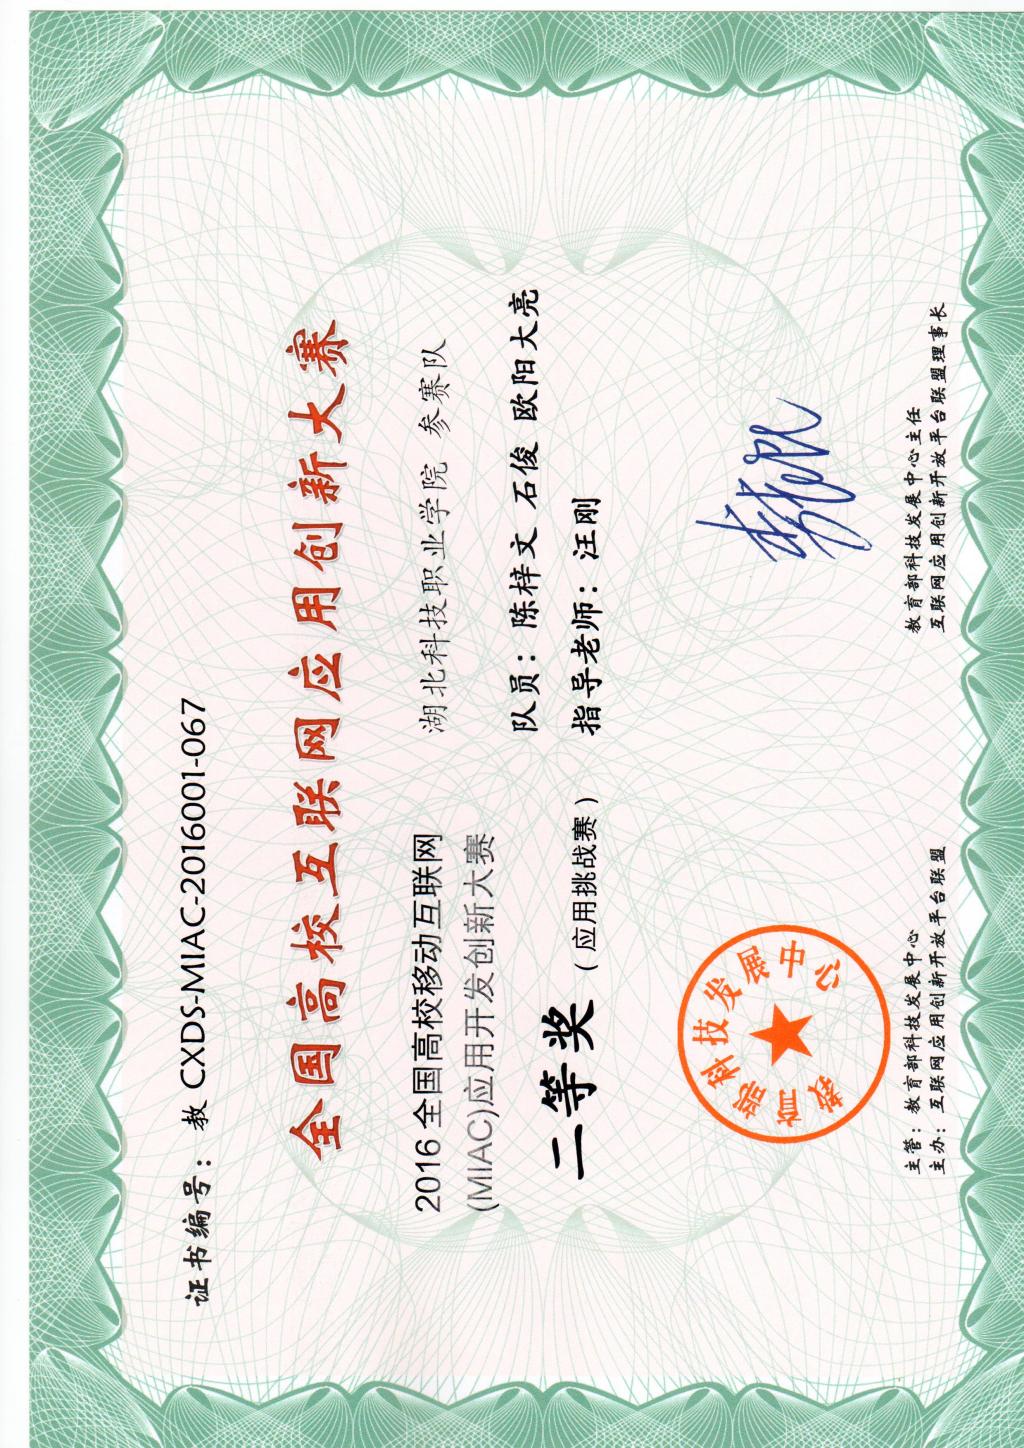 证书编号：教 CXDS-MIAC-2016001-067
全国高校互联网应用创新大赛
2016 全国高校移动互联网
(MIAC)应用开发创新大赛
二等奖（应用挑战赛）
湖北科技职业学院 参赛队
队员：陈梓文 石俊 欧阳大亮
指导老师：汪刚
教育部科技发展中心
主管：教育部科技发展中心
主办：互联网应用创新开放平台联盟
教育部科技发展中心主任
互联网应用创新开放平台联盟理事长